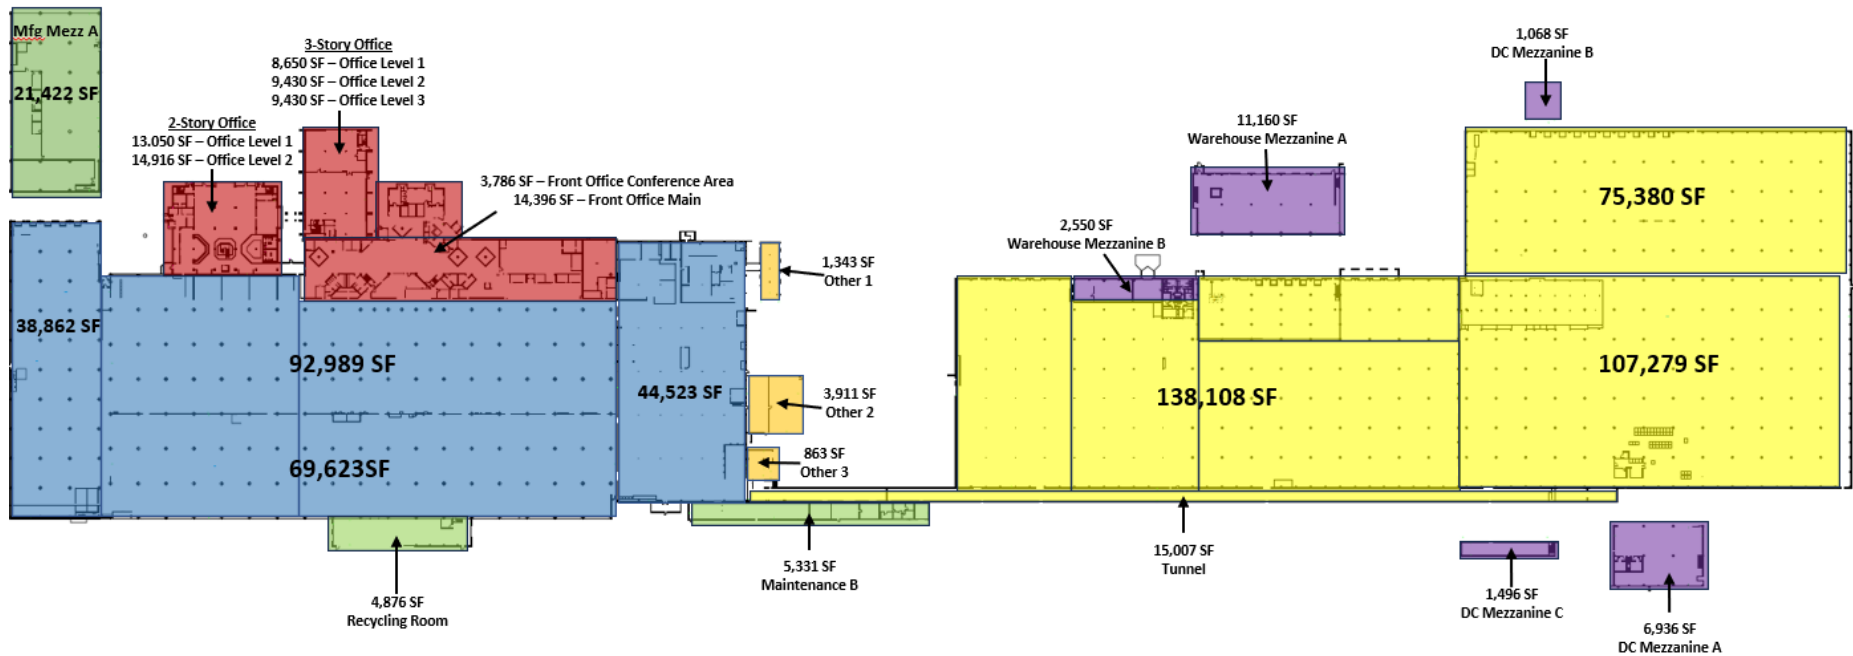 Mfg Mezz A
21,422 SF
3-Story Office
8,650 SF – Office Level 1
9,430 SF – Office Level 2
9,430 SF – Office Level 3
2-Story Office
13.050 SF – Office Level 1
14,916 SF – Office Level 2
3,786 SF – Front Office Conference Area
14,396 SF – Front Office Main
38,862 SF
92,989 SF
69,623SF
44,523 SF
1,343 SF
Other 1
3,911 SF
Other 2
863 SF
Other 3
4,876 SF
Recycling Room
5,331 SF
Maintenance B
11,160 SF
Warehouse Mezzanine A
2,550 SF
Warehouse Mezzanine B
1,068 SF
DC Mezzanine B
75,380 SF
107,279 SF
138,108 SF
15,007 SF
Tunnel
1,496 SF
DC Mezzanine C
6,936 SF
DC Mezzanine A